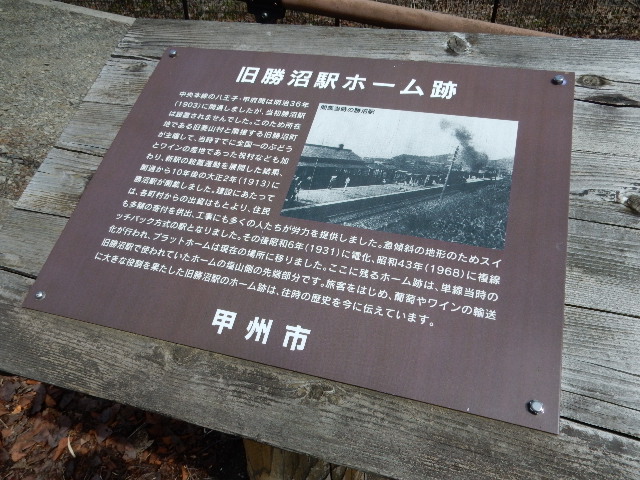 旧勝沼駅ホーム跡
開業当時の勝沼駅
中央本線の八王子・甲府間は明治36年
(1903)に開通しましたが、当初勝沼駅
は設置されませんでした。このため所在
地である旧菱山村と隣接する旧勝沼町
が主導して、当時すでに全国一のぶどう
とワインの産地であった祝村なども加
わり、新駅の設置運動を展開した結果、
開通から10年後の大正2年(1913)に
勝沼駅が開業しました。建設にあたって
は、各町村からの出資はもとより、住民
も多額の寄付を供出、工事にも多くの人たちが労力を提供しました。急傾斜の地形のためスイ
ッチバック方式の駅となりました。その後昭和6年(1931)に電化、昭和43年(1968)に複線
化が行われ、プラットホームは現在の場所に移りました。ここに残るホーム跡は、単線当時の
旧勝沼駅で使われていたホームの塩山側の先端部分です。旅客をはじめ、葡萄やワインの輸送
に大きな役割を果たした旧勝沼駅のホーム跡は、往時の歴史を今に伝えています。
甲州市